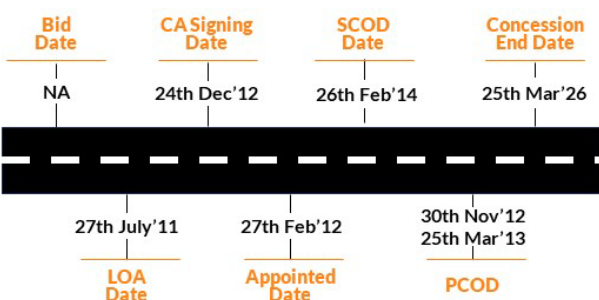 Bid
Date
NA
CA Signing
Date
24th Dec'12
SCOD
Date
26th Feb'14
Concession
End Date
25th Mar'26
27th July'11
LOA
Date
27th Feb'12
Appointed
Date
30th Nov'12
25th Mar'13
PCOD